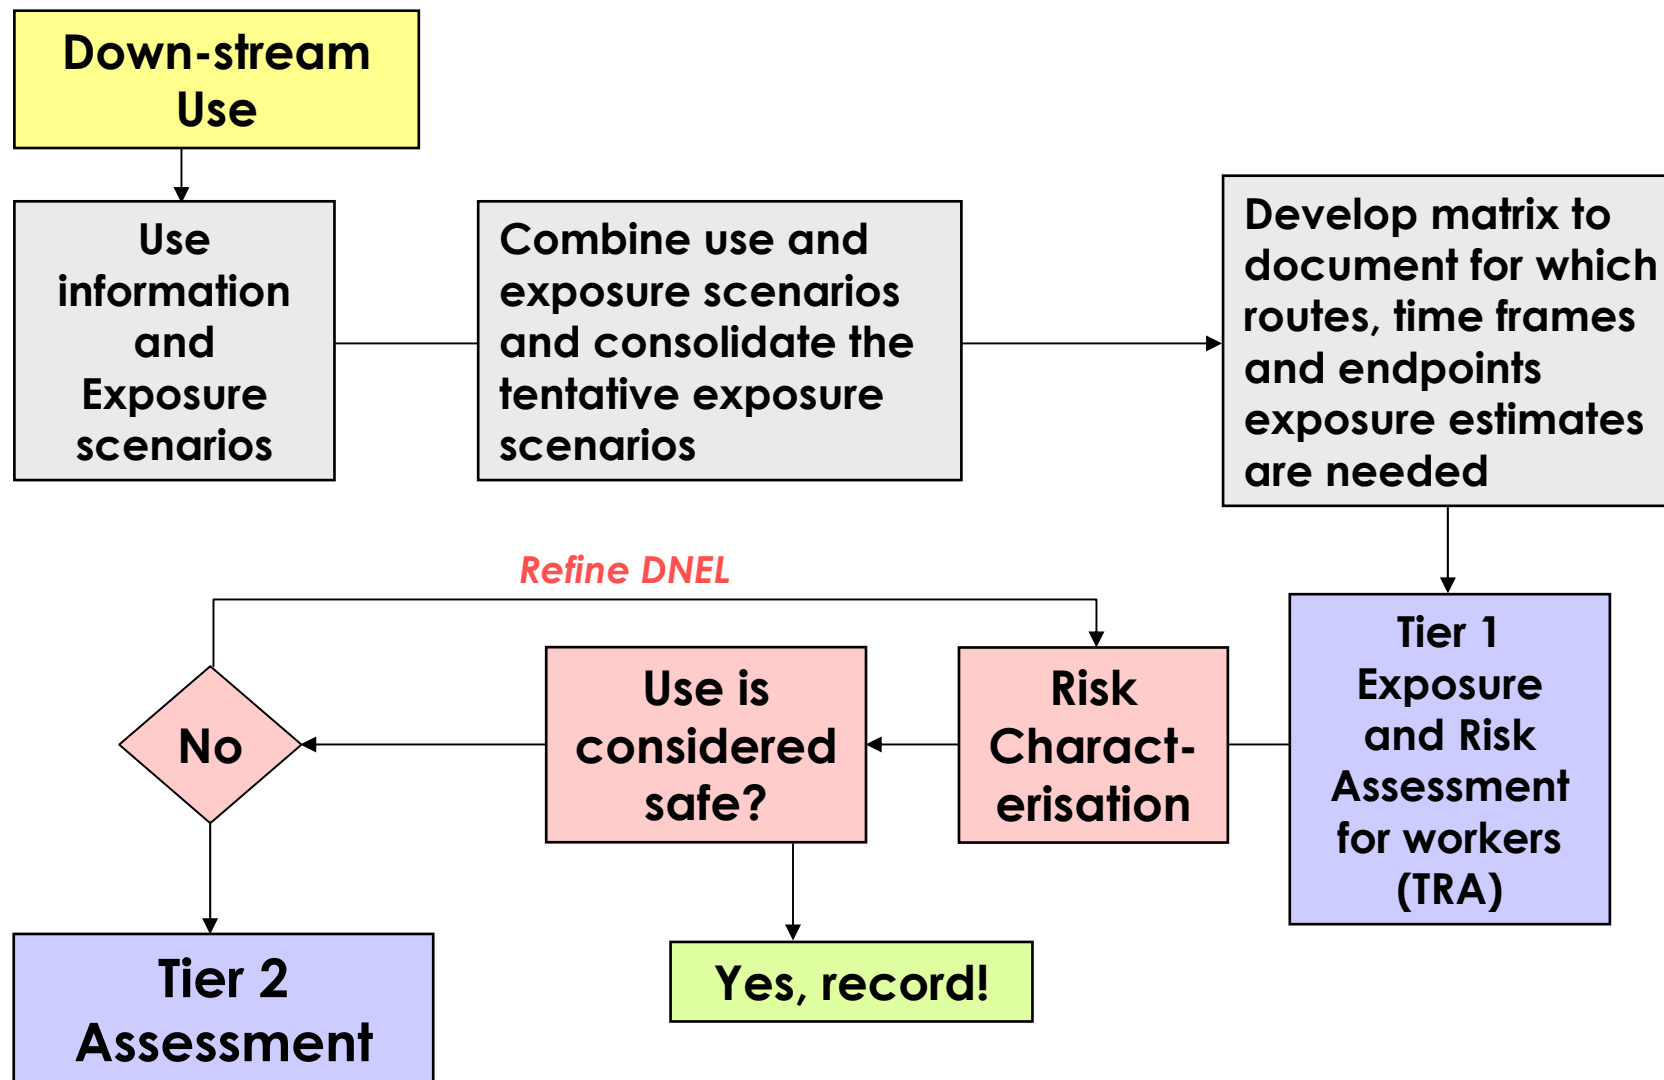 Down-stream
Use
Use
information
and
Exposure
scenarios
Combine use and
exposure scenarios
and consolidate the
tentative exposure
scenarios
Develop matrix to
document for which
routes, time frames
and endpoints
exposure estimates
are needed
Refine DNEL
No
Use is
considered
safe?
Risk
Charact-
erisation
Tier 1
Exposure
and Risk
Assessment
for workers
(TRA)
Tier 2
Assessment
Yes, record!